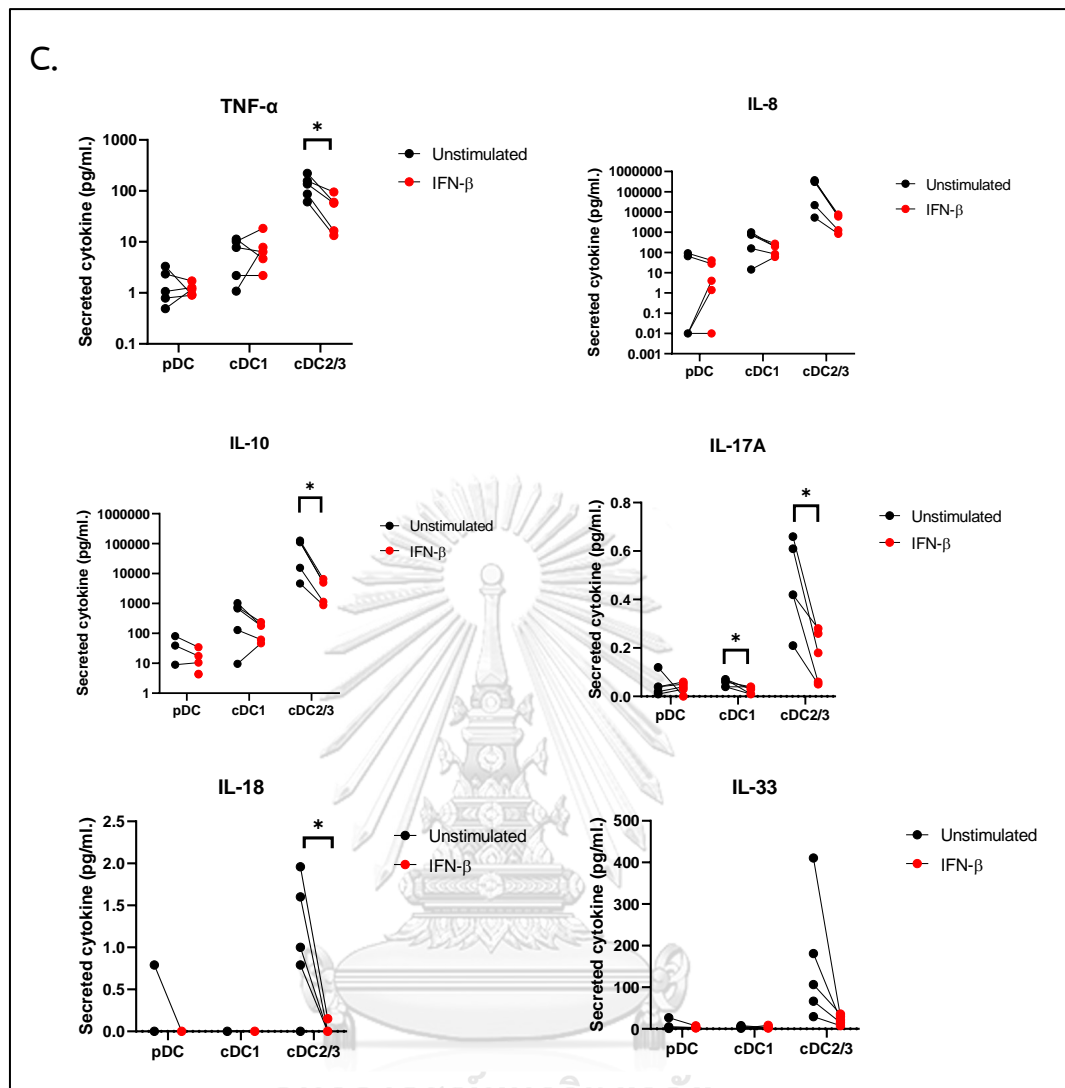 C.
TNF-α
Secreted cytokine (pg/ml.)
1000
100
10
1
0.1
pDC
cDC1
cDC2/3
*
Unstimulated
IFN-β
IL-8
Secreted cytokine (pg/ml.)
1000000
100000
10000
1000
100
10
1
0.1
0.01
0.001
pDC
cDC1
cDC2/3
Unstimulated
IFN-β
IL-10
Secreted cytokine (pg/ml.)
1000000
100000
10000
1000
100
10
1
pDC
cDC1
cDC2/3
*
Unstimulated
IFN-β
IL-17A
Secreted cytokine (pg/ml.)
0.8
0.6
0.4
0.2
0.0
pDC
cDC1
cDC2/3
*
*
Unstimulated
IFN-β
IL-18
Secreted cytokine (pg/ml.)
2.5
2.0
1.5
1.0
0.5
0.0
pDC
cDC1
cDC2/3
*
Unstimulated
IFN-β
IL-33
Secreted cytokine (pg/ml.)
500
400
300
200
100
0
pDC
cDC1
cDC2/3
Unstimulated
IFN-β